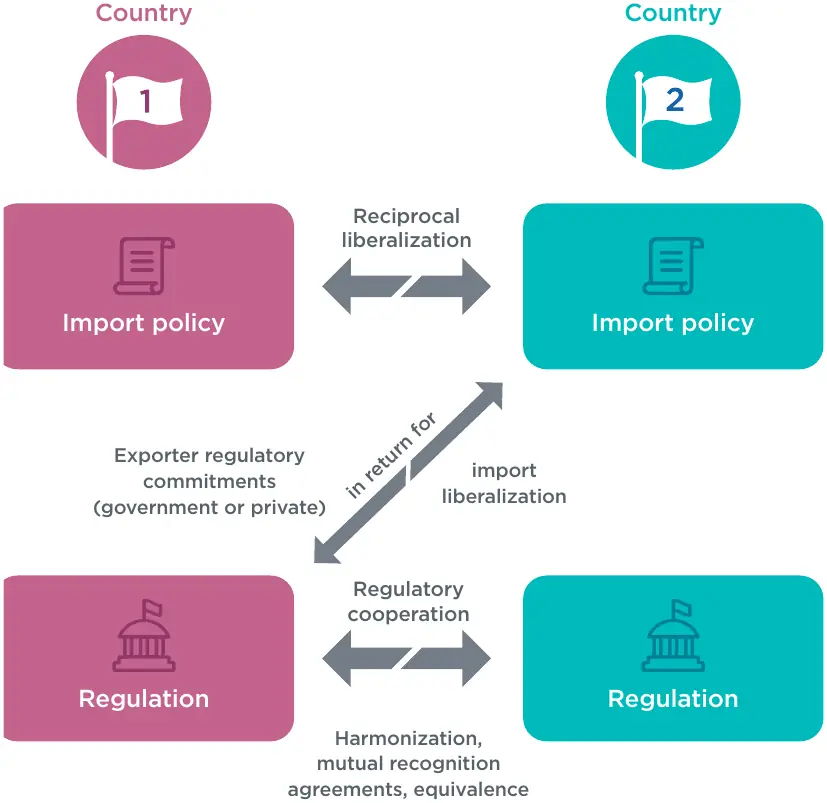 Country
Country
1
2
Reciprocal
liberalization
Import policy
Import policy
Exporter regulatory
commitments
(government or private)
in return for
import
liberalization
Regulatory
cooperation
Regulation
Regulation
Harmonization,
mutual recognition
agreements, equivalence